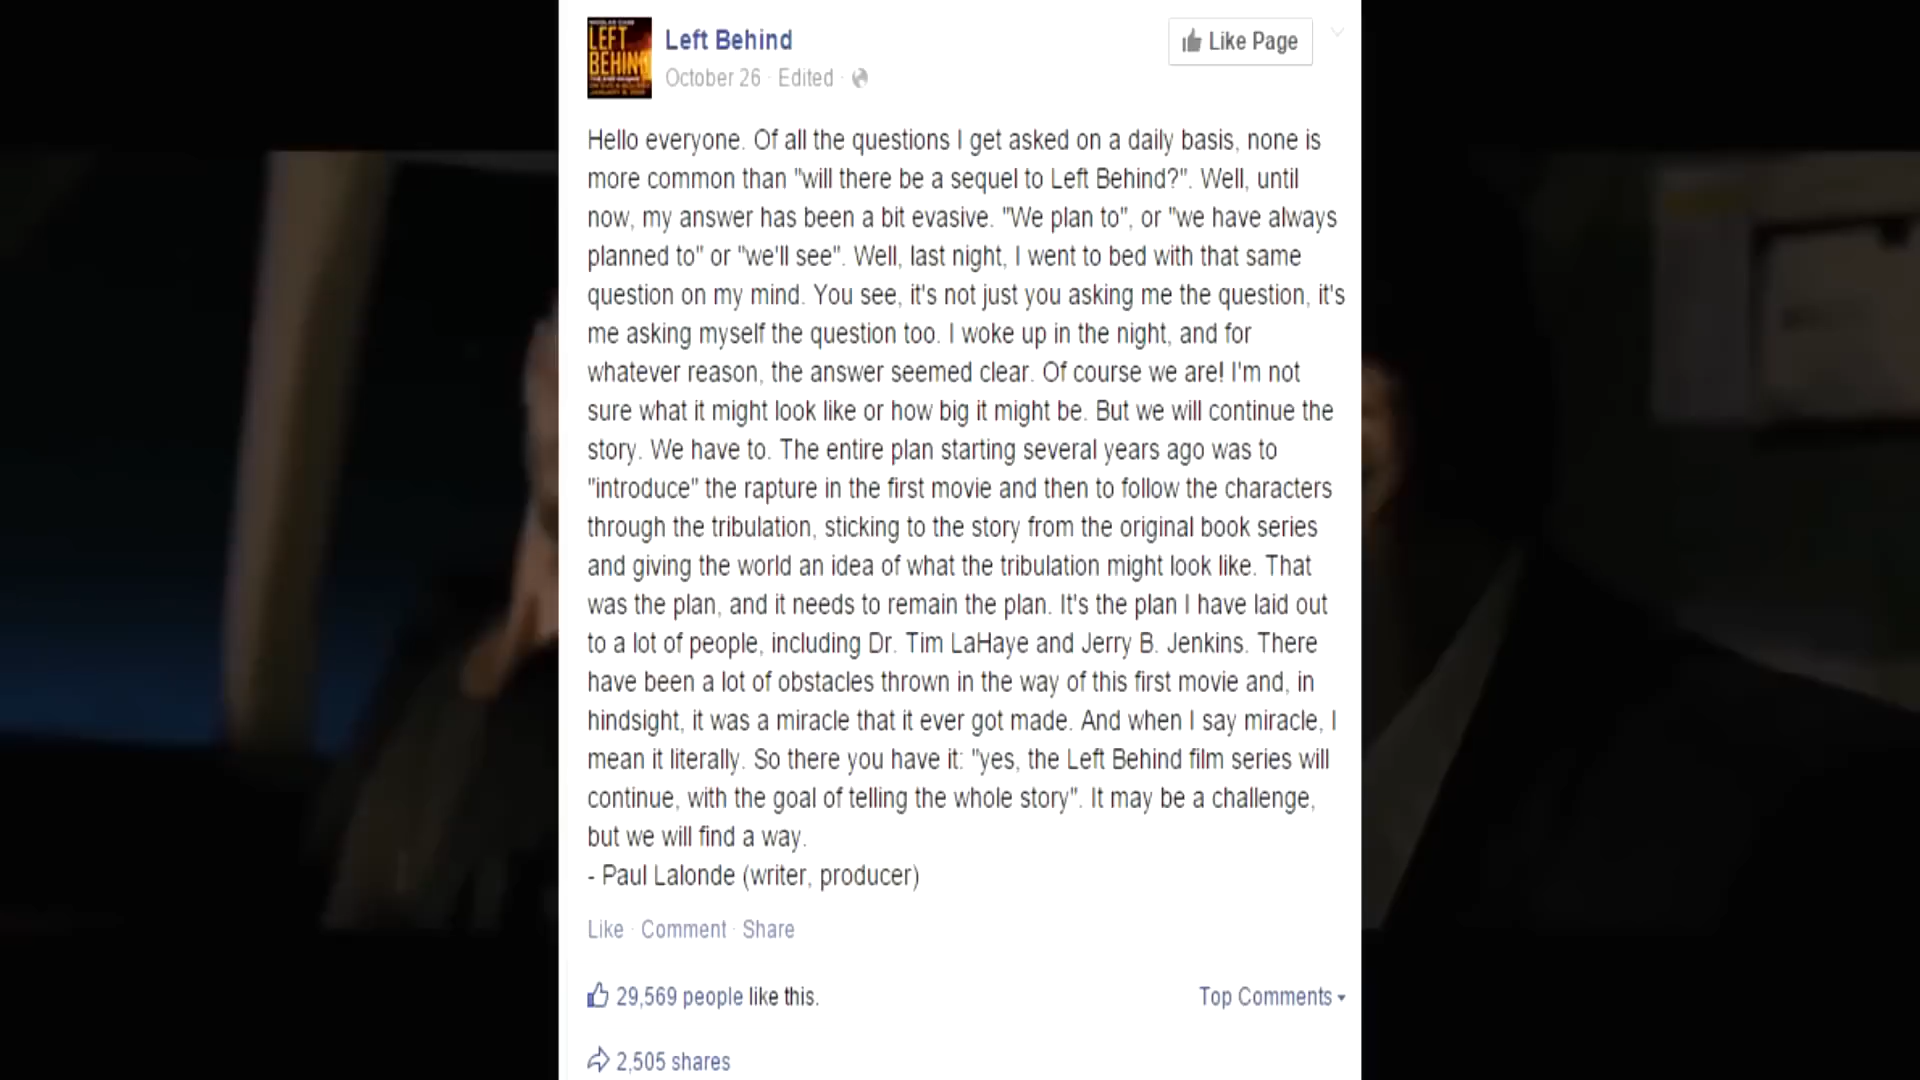 LEFT
BEHIND
Left Behind
Like Page
October 26 · Edited ·
Hello everyone. Of all the questions I get asked on a daily basis, none is
more common than "will there be a sequel to Left Behind?". Well, until
now, my answer has been a bit evasive. "We plan to", or "we have always
planned to" or "we'll see". Well, last night, I went to bed with that same
question on my mind. You see, it's not just you asking me the question, it's
me asking myself the question too. I woke up in the night, and for
whatever reason, the answer seemed clear. Of course we are! I'm not
sure what it might look like or how big it might be. But we will continue the
story. We have to. The entire plan starting several years ago was to
"introduce" the rapture in the first movie and then to follow the characters
through the tribulation, sticking to the story from the original book series
and giving the world an idea of what the tribulation might look like. That
was the plan, and it needs to remain the plan. It's the plan I have laid out
to a lot of people, including Dr. Tim LaHaye and Jerry B. Jenkins. There
have been a lot of obstacles thrown in the way of this first movie and, in
hindsight, it was a miracle that it ever got made. And when I say miracle, I
mean it literally. So there you have it: "yes, the Left Behind film series will
continue, with the goal of telling the whole story". It may be a challenge,
but we will find a way.
- Paul Lalonde (writer, producer)
Like · Comment · Share
29,569 people like this.
Top Comments
2,505 shares